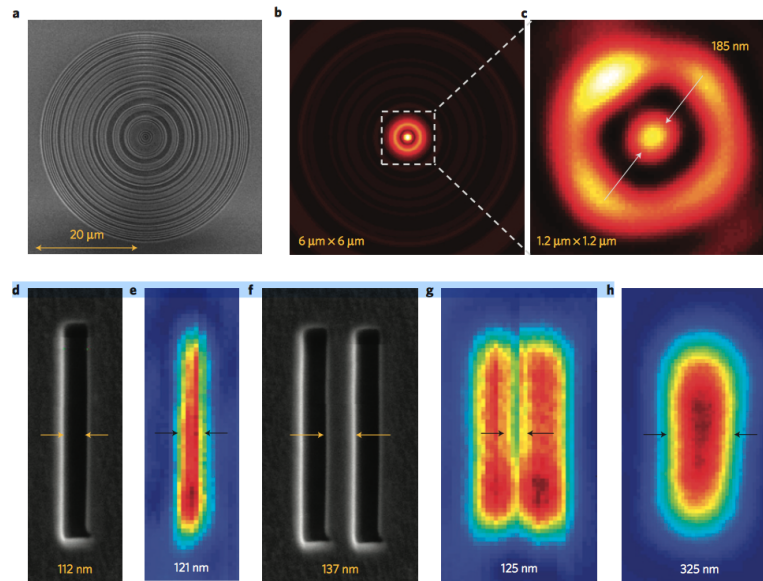 a
b
c
185 nm
20 μm
6 μm × 6 μm
1.2 μm × 1.2 μm
d
e
f
g
h
112 nm
121 nm
137 nm
125 nm
325 nm